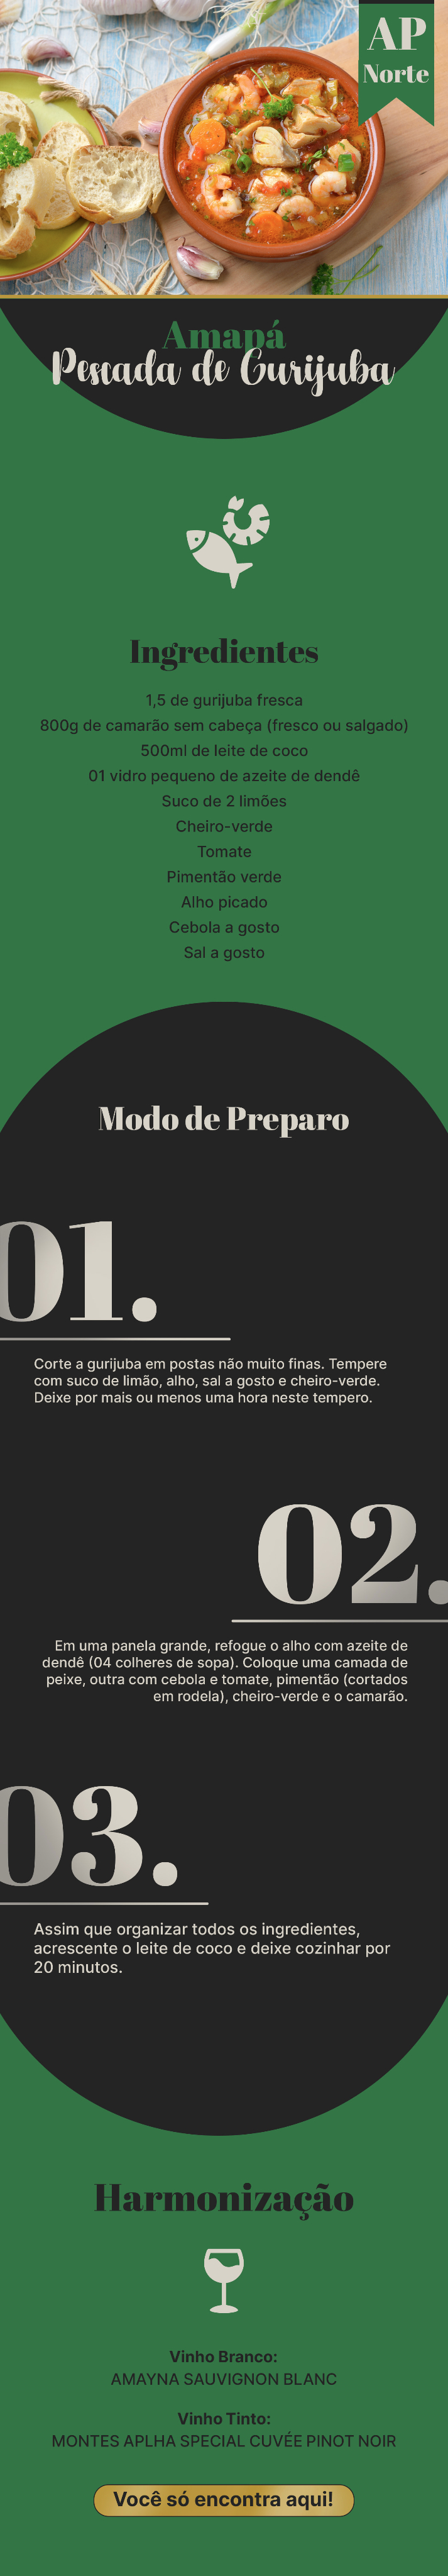 AP
Norte
Amapá
Pescada de Gurijuba
Ingredientes
1,5 de gurijuba fresca
800g de camarão sem cabeça (fresco ou salgado)
500ml de leite de coco
01 vidro pequeno de azeite de dendê
Suco de 2 limões
Cheiro-verde
Tomate
Pimentão verde
Alho picado
Cebola a gosto
Sal a gosto
Modo de Preparo
01.
Corte a gurijuba em postas não muito finas. Tempere
com suco de limão, alho, sal a gosto e cheiro-verde.
Deixe por mais ou menos uma hora neste tempero.
02.
Em uma panela grande, refogue o alho com azeite de
dendê (04 colheres de sopa). Coloque uma camada de
peixe, outra com cebola e tomate, pimentão (cortados
em rodela), cheiro-verde e o camarão.
03.
Assim que organizar todos os ingredientes,
acrescente o leite de coco e deixe cozinhar por
20 minutos.
Harmonização
Vinho Branco:
AMAYNA SAUVIGNON BLANC
Vinho Tinto:
MONTES APLHA SPECIAL CUVÉE PINOT NOIR
Você só encontra aqui!